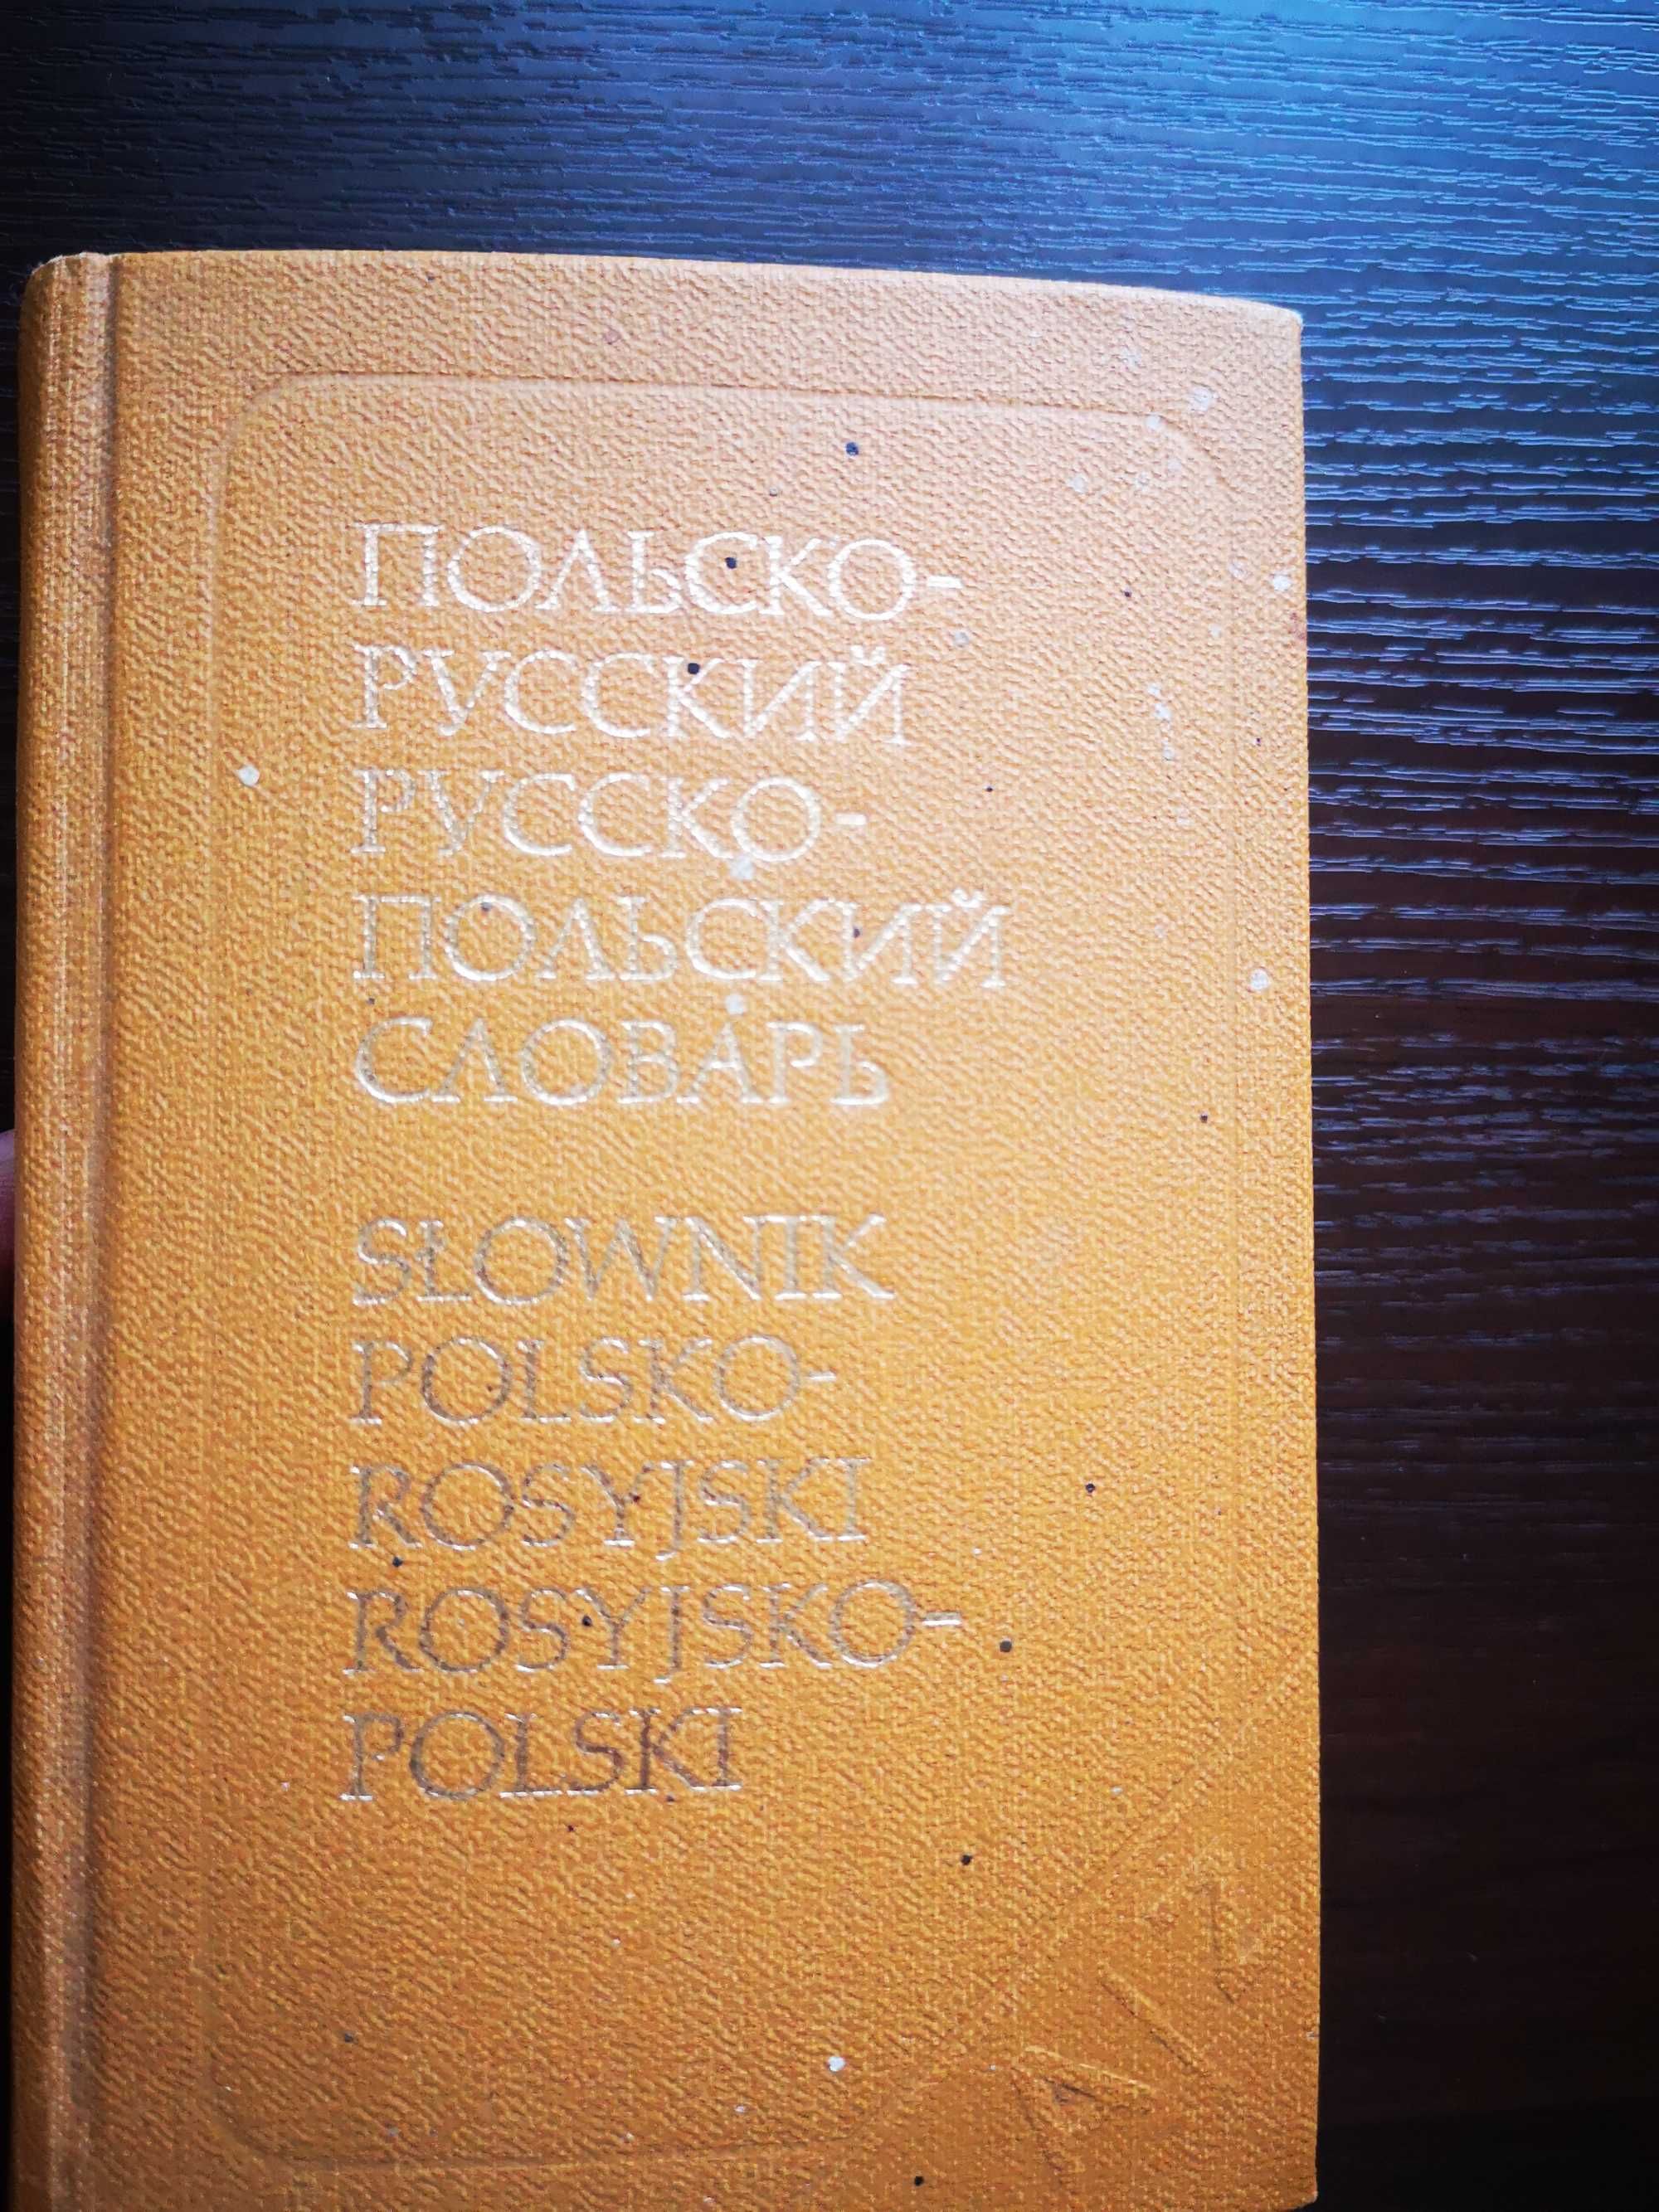 ПОЛЬСКО-
РУССКИЙ
РУССКО-
ПОЛЬСКИЙ
СЛОВАРЬ
SŁOWNIK
POLSKO-
ROSYJSKI
ROSYJSKO-
POLSKI